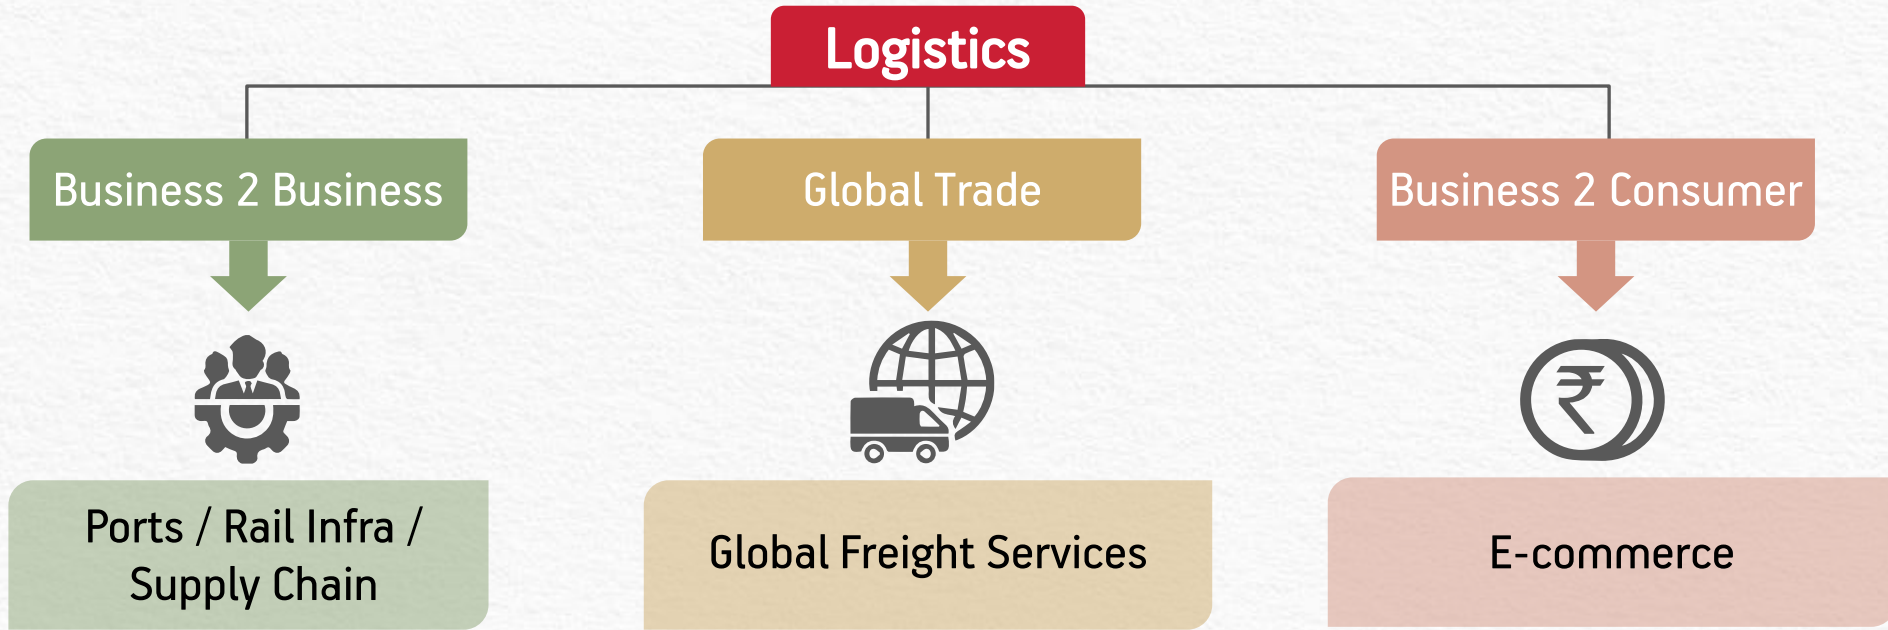 Logistics
Business 2 Business
Global Trade
Business 2 Consumer
₹
Ports / Rail Infra /
Supply Chain
Global Freight Services
E-commerce